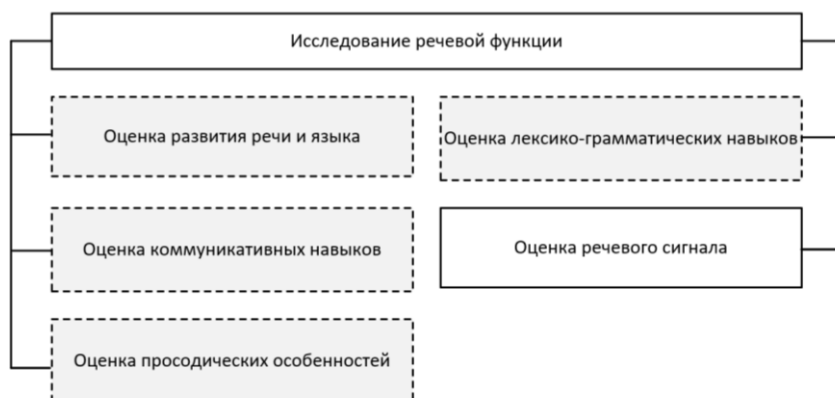 Исследование речевой функции
Оценка развития речи и языка
Оценка лексико-грамматических навыков
Оценка коммуникативных навыков
Оценка речевого сигнала
Оценка просодических особенностей